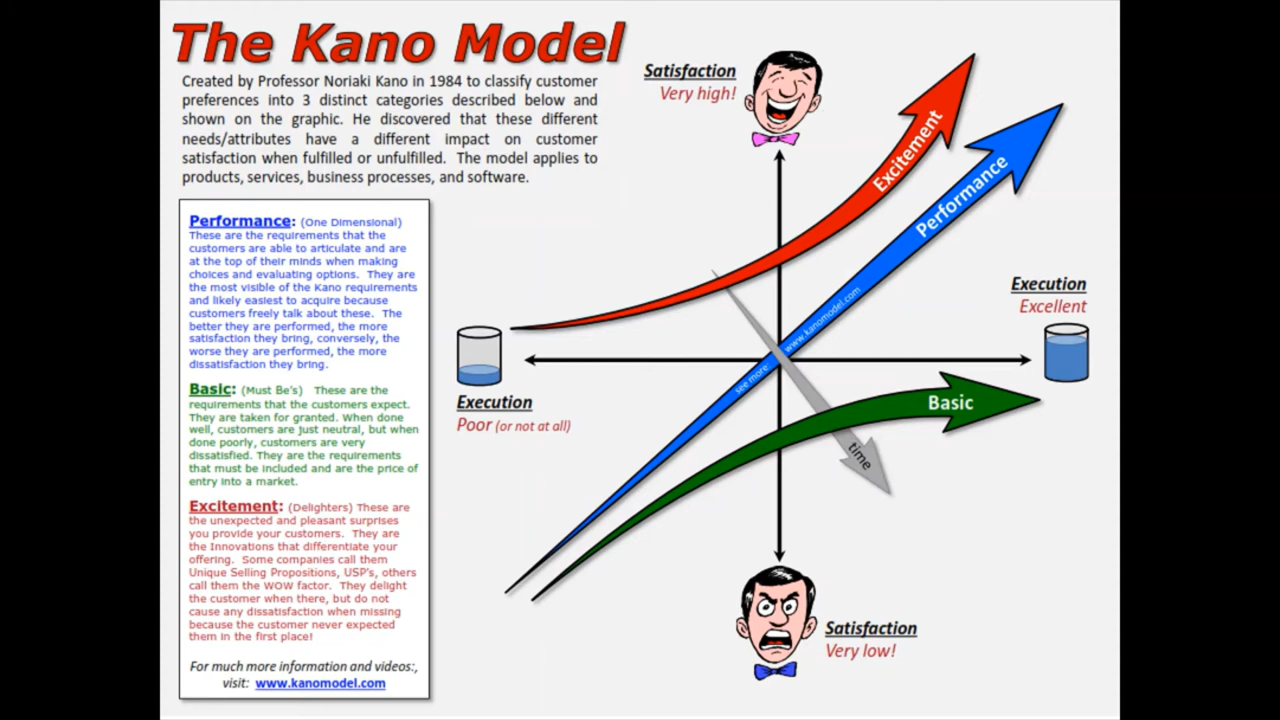 The Kano Model
Created by Professor Noriaki Kano in 1984 to classify customer
preferences into 3 distinct categories described below and
shown on the graphic. He discovered that these different
needs/attributes have a different impact on customer
satisfaction when fulfilled or unfulfilled. The model applies to
products, services, business processes, and software.
Performance: (One Dimensional)
These are the requirements that the
customers are able to articulate and are
at the top of their minds when making
choices and evaluating options. They are
the most visible of the Kano requirements
and likely easiest to acquire because
customers freely talk about these. The
better they are performed, the more
satisfaction they bring, conversely, the
worse they are performed, the more
dissatisfaction they bring.
Basic: (Must Be's) These are the
requirements that the customers expect.
They are taken for granted. When done
well, customers are just neutral, but when
done poorly, customers are very
dissatisfied. They are the requirements
that must be included and are the price of
entry into a market.
Excitement: (Delighters) These are
the unexpected and pleasant surprises
you provide your customers. They are
the Innovations that differentiate your
offering. Some companies call them
Unique Selling Propositions, USP's, others
call them the WOW factor. They delight
the customer when there, but do not
cause any dissatisfaction when missing
because the customer never expected
them in the first place!
For much more information and videos:,
visit: www.kanomodel.com
Satisfaction
Very high!
Excitement
Performance
Execution
Excellent
see more www.kanomodel.com
Execution
Poor (or not at all)
Basic
time
Satisfaction
Very low!